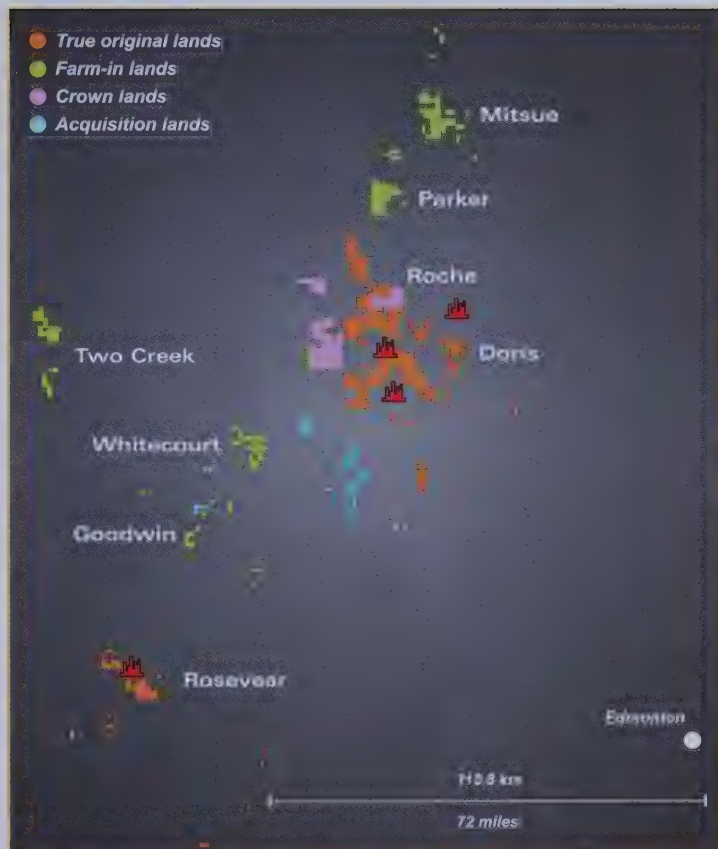 True original lands
Farm-in lands
Crown lands
Acquisition lands
Mitsue
Parker
Roche
Two Creek
Doris
Whitecourt
Goodwin
Rosevear
Edmonton
km
72 miles